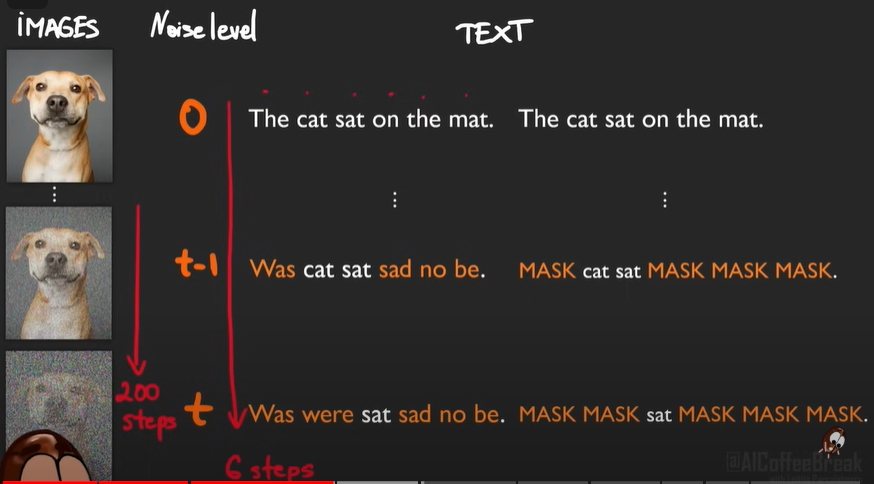 IMAGES Noise level TEXT
0 The cat sat on the mat. The cat sat on the mat.
t-1 Was cat sat sad no be. MASK cat sat MASK MASK MASK.
200 steps
t Was were sat sad no be. MASK MASK sat MASK MASK MASK.
6 steps
@AICoffeeBreak